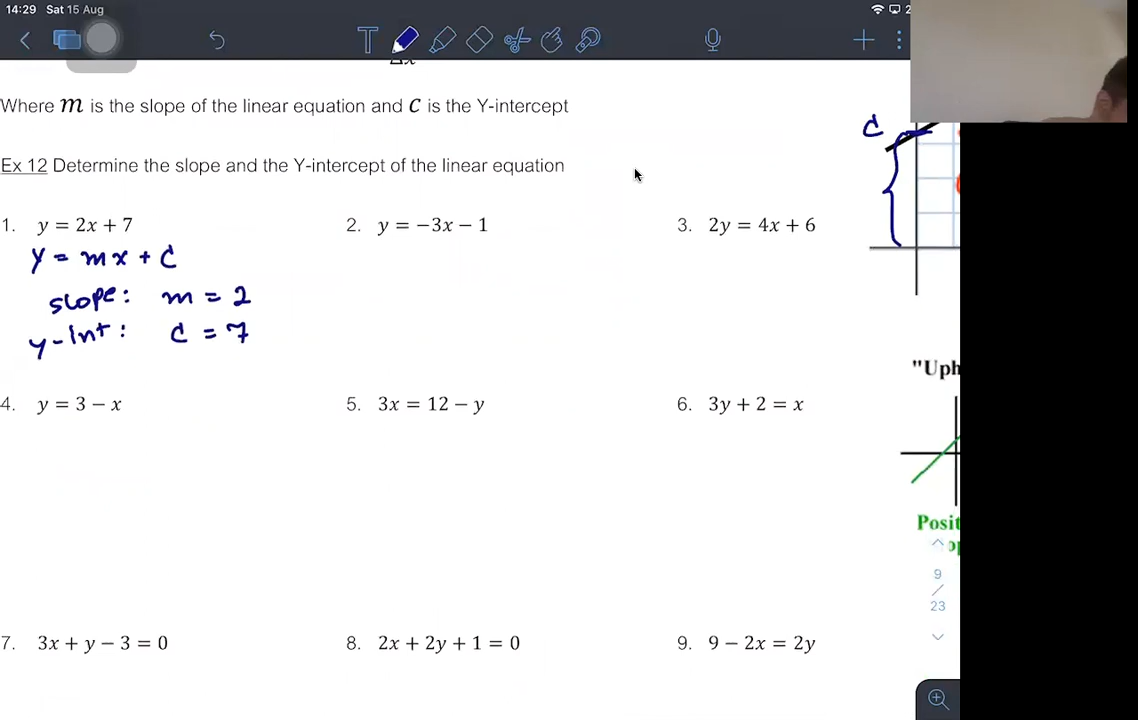 14:29 Sat 15 Aug
Where m is the slope of the linear equation and c is the Y-intercept
C
Ex 12 Determine the slope and the Y-intercept of the linear equation
1. y = 2x + 7
2. y = −3x − 1
3. 2y = 4x + 6
y = mx + c
slope: m = 2
y-int: c = 7
"Uph
4. y = 3 − x
5. 3x = 12 − y
6. 3y + 2 = x
Posit
9
/
23
7. 3x + y − 3 = 0
8. 2x + 2y + 1 = 0
9. 9 − 2x = 2y